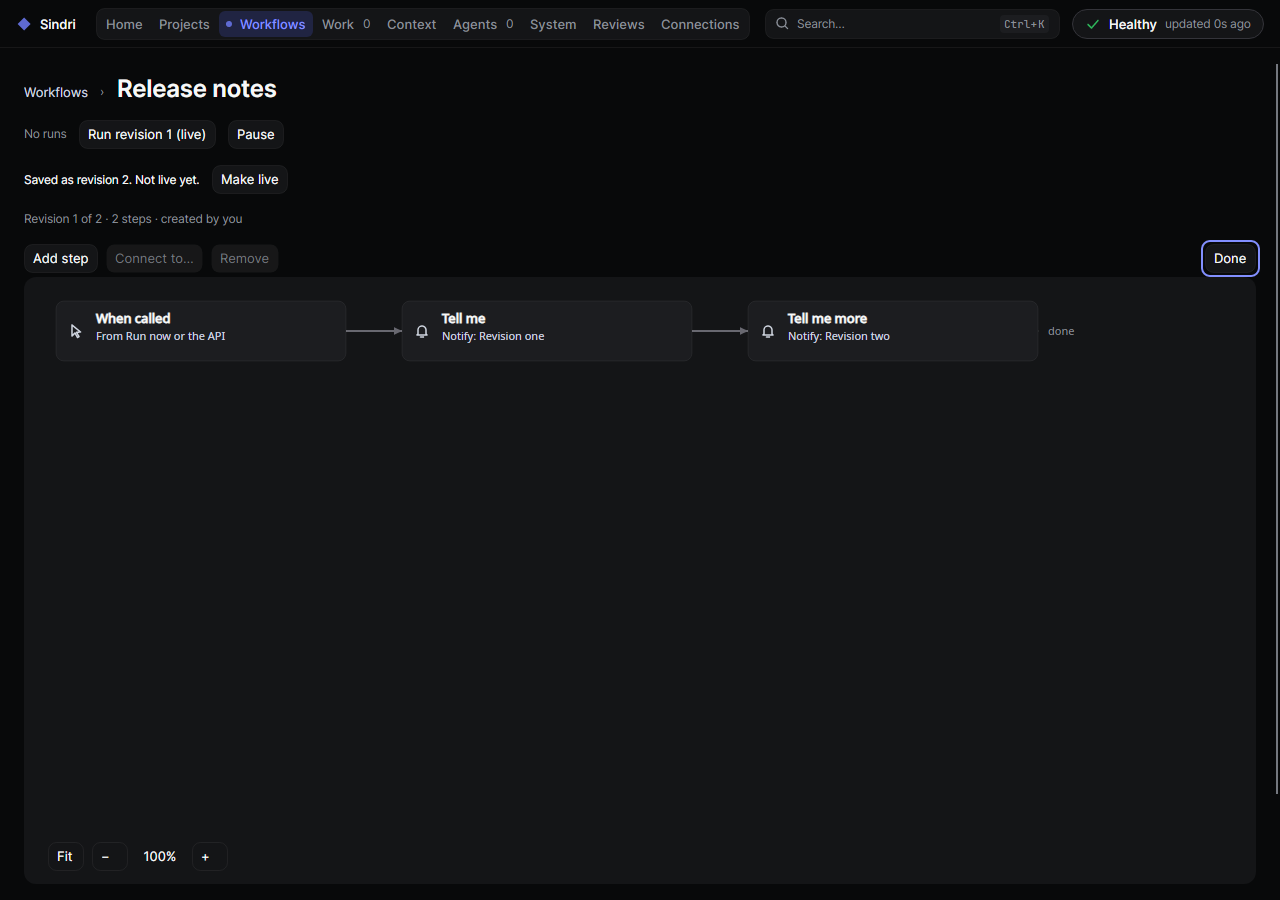 Sindri
Home Projects Workflows Work 0 Context Agents 0 System Reviews Connections
Search... Ctrl+K
Healthy updated 0s ago
Workflows › Release notes
No runs Run revision 1 (live) Pause
Saved as revision 2. Not live yet. Make live
Revision 1 of 2 · 2 steps · created by you
Add step Connect to... Remove Done
When called
From Run now or the API
Tell me
Notify: Revision one
Tell me more
Notify: Revision two
done
Fit − 100% +